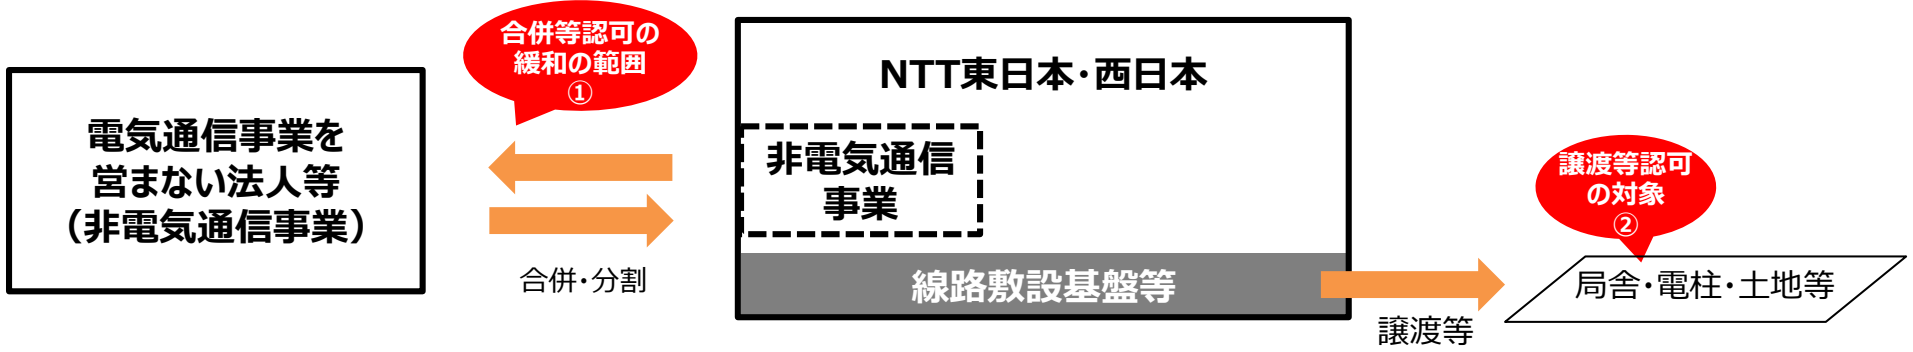 電気通信事業を
営まない法人等
（非電気通信事業）
合併等認可の
緩和の範囲
①
合併・分割
NTT東日本・西日本
非電気通信
事業
線路敷設基盤等
譲渡等
譲渡等認可
の対象
②
局舎・電柱・土地等